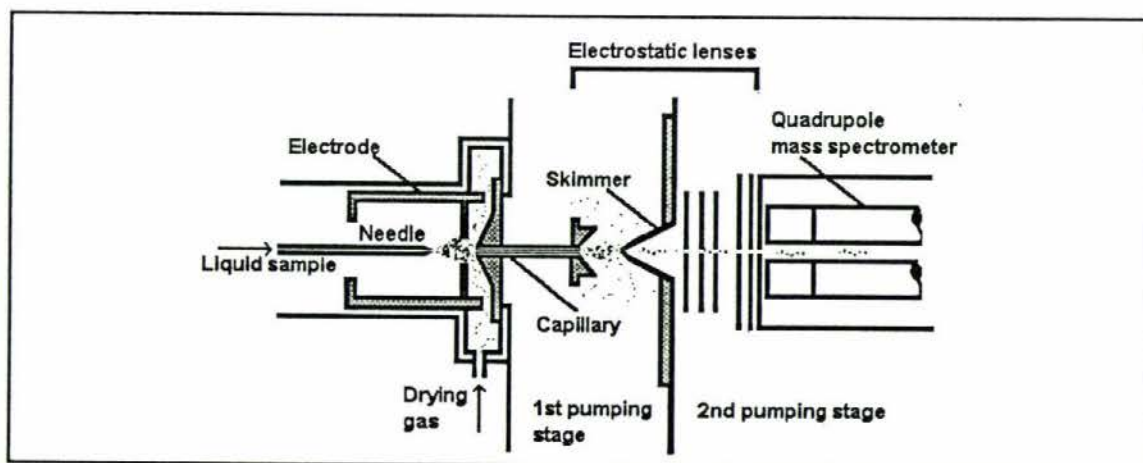 Electrostatic lenses
Quadrupole
mass spectrometer
Electrode
Skimmer
Needle
Liquid sample
Capillary
Drying
gas
1st pumping
stage
2nd pumping stage